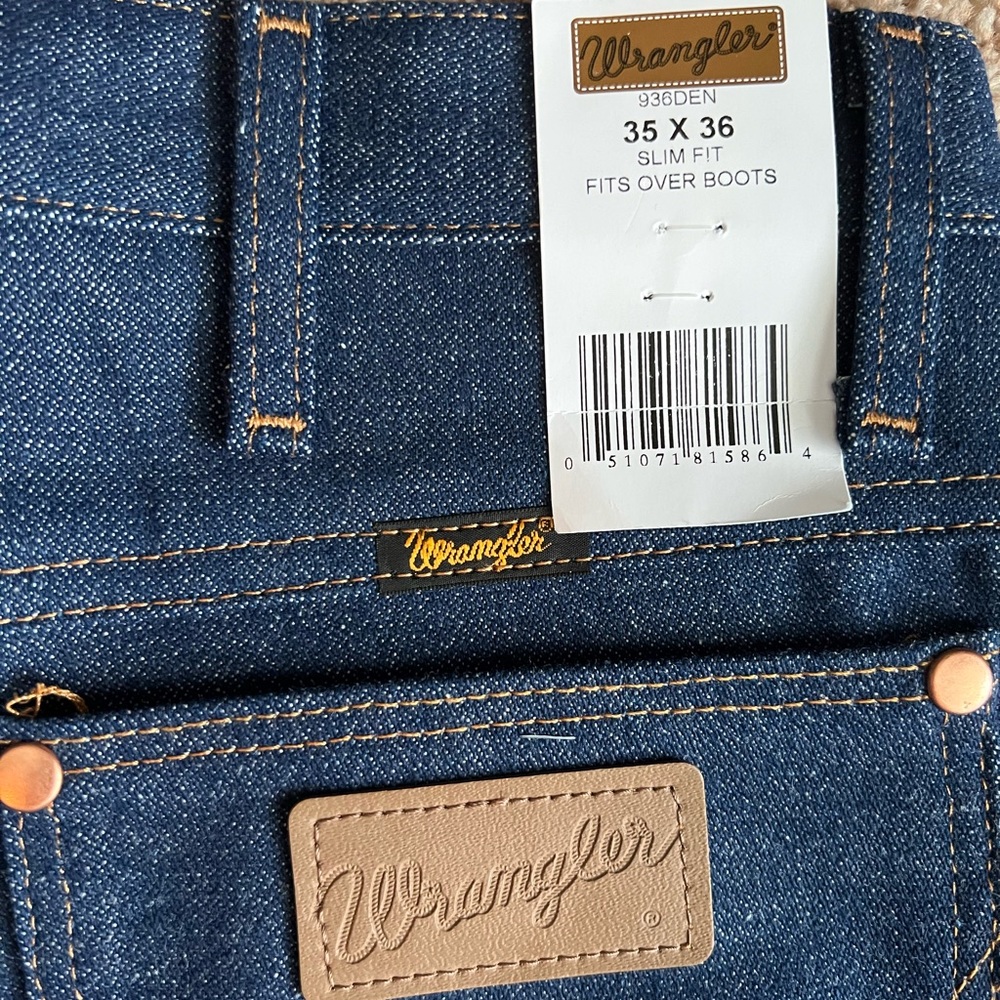 Wrangler®
936DEN
35 X 36
SLIM FIT
FITS OVER BOOTS
0 51071 81586 4
Wrangler®
Wrangler
®